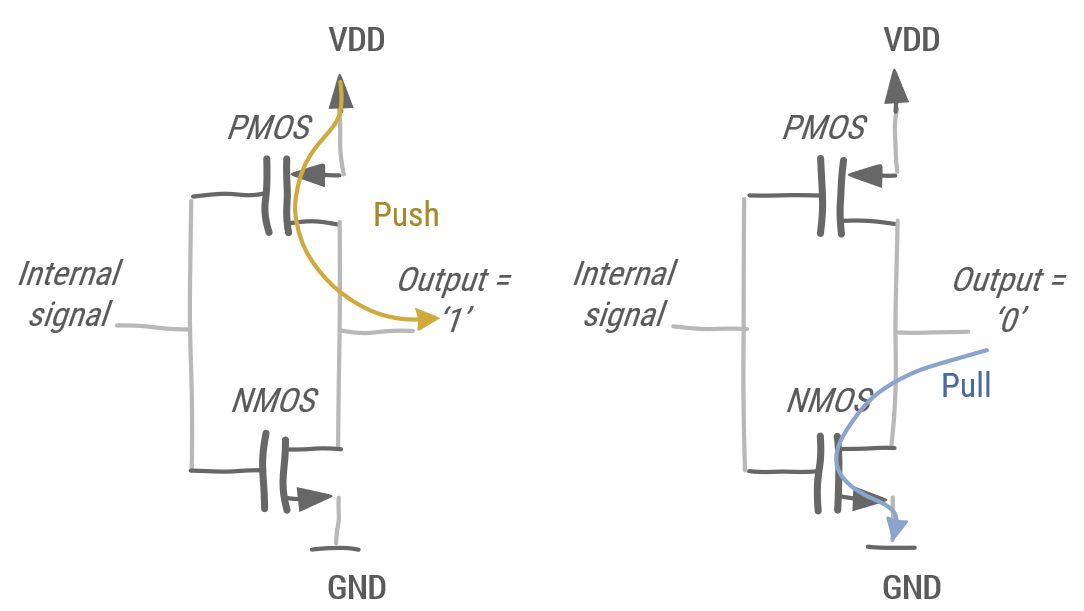 VDD
PMOS
Push
Internal
signal
Output =
‘1’
NMOS
GND
VDD
PMOS
Internal
signal
Output =
‘0’
Pull
NMOS
GND